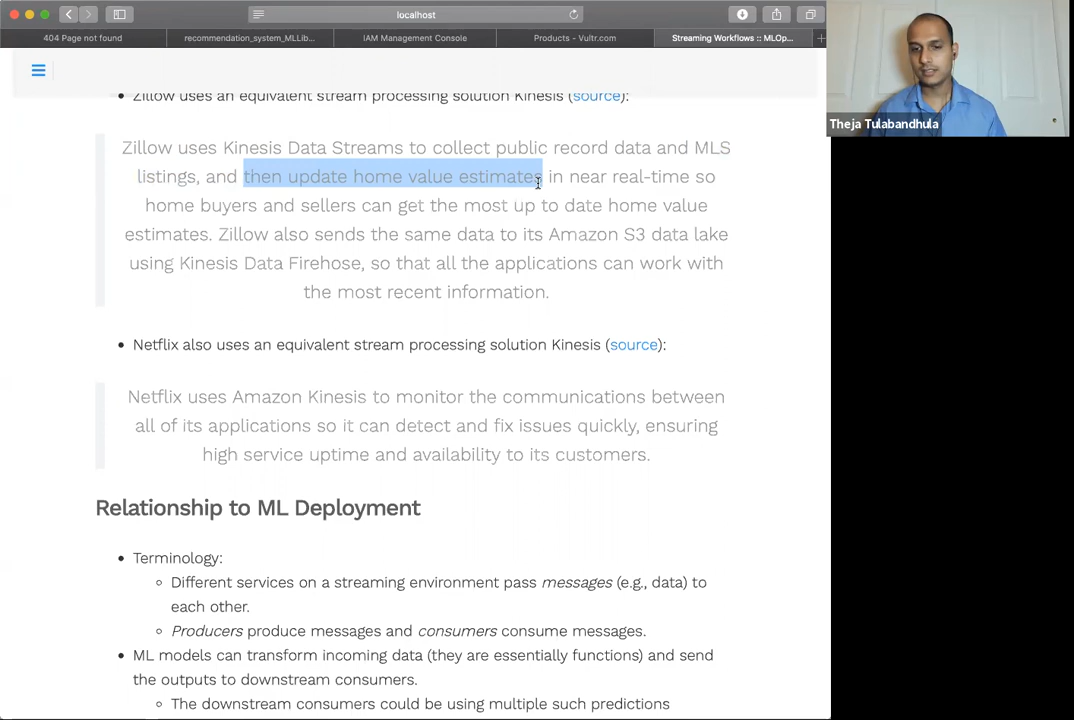 localhost
404 Page not found
recommendation_system_MLLib...
IAM Management Console
Products - Vultr.com
Streaming Workflows :: MLOp...
Theja Tulabandhula
• Zillow uses an equivalent stream processing solution Kinesis (source):
Zillow uses Kinesis Data Streams to collect public record data and MLS
listings, and then update home value estimates in near real-time so
home buyers and sellers can get the most up to date home value
estimates. Zillow also sends the same data to its Amazon S3 data lake
using Kinesis Data Firehose, so that all the applications can work with
the most recent information.
• Netflix also uses an equivalent stream processing solution Kinesis (source):
Netflix uses Amazon Kinesis to monitor the communications between
all of its applications so it can detect and fix issues quickly, ensuring
high service uptime and availability to its customers.
Relationship to ML Deployment
• Terminology:
◦ Different services on a streaming environment pass messages (e.g., data) to
each other.
◦ Producers produce messages and consumers consume messages.
• ML models can transform incoming data (they are essentially functions) and send
the outputs to downstream consumers.
◦ The downstream consumers could be using multiple such predictions